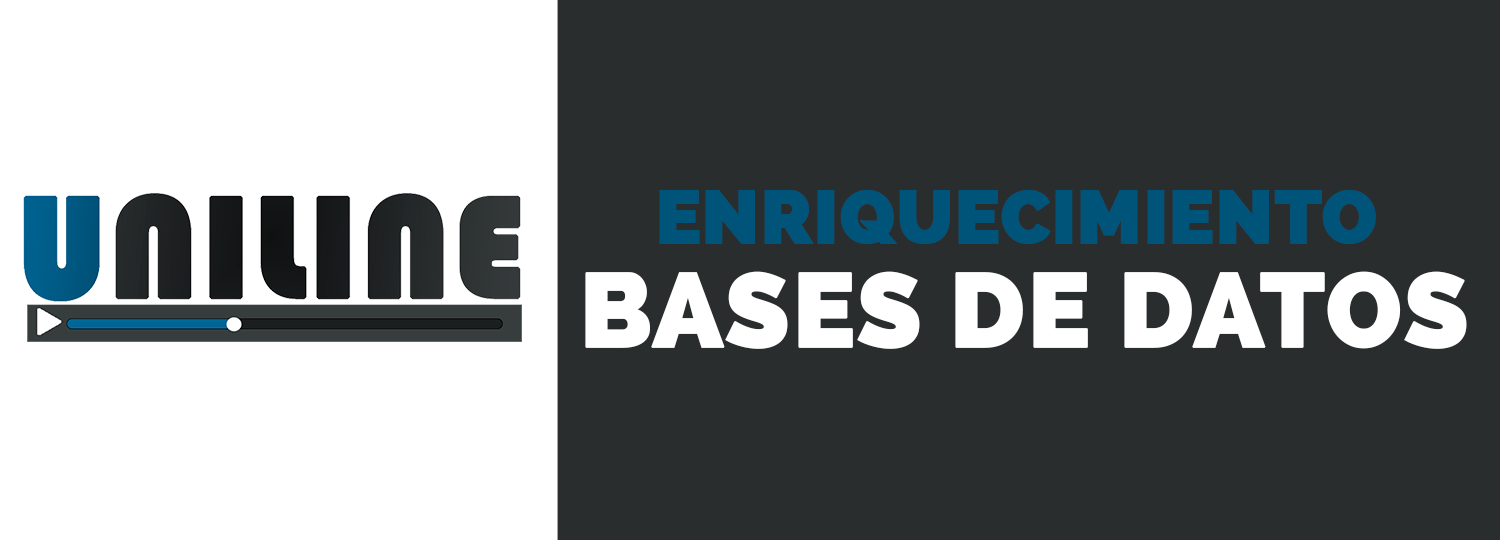 UNILINE
ENRIQUECIMIENTO
BASES DE DATOS